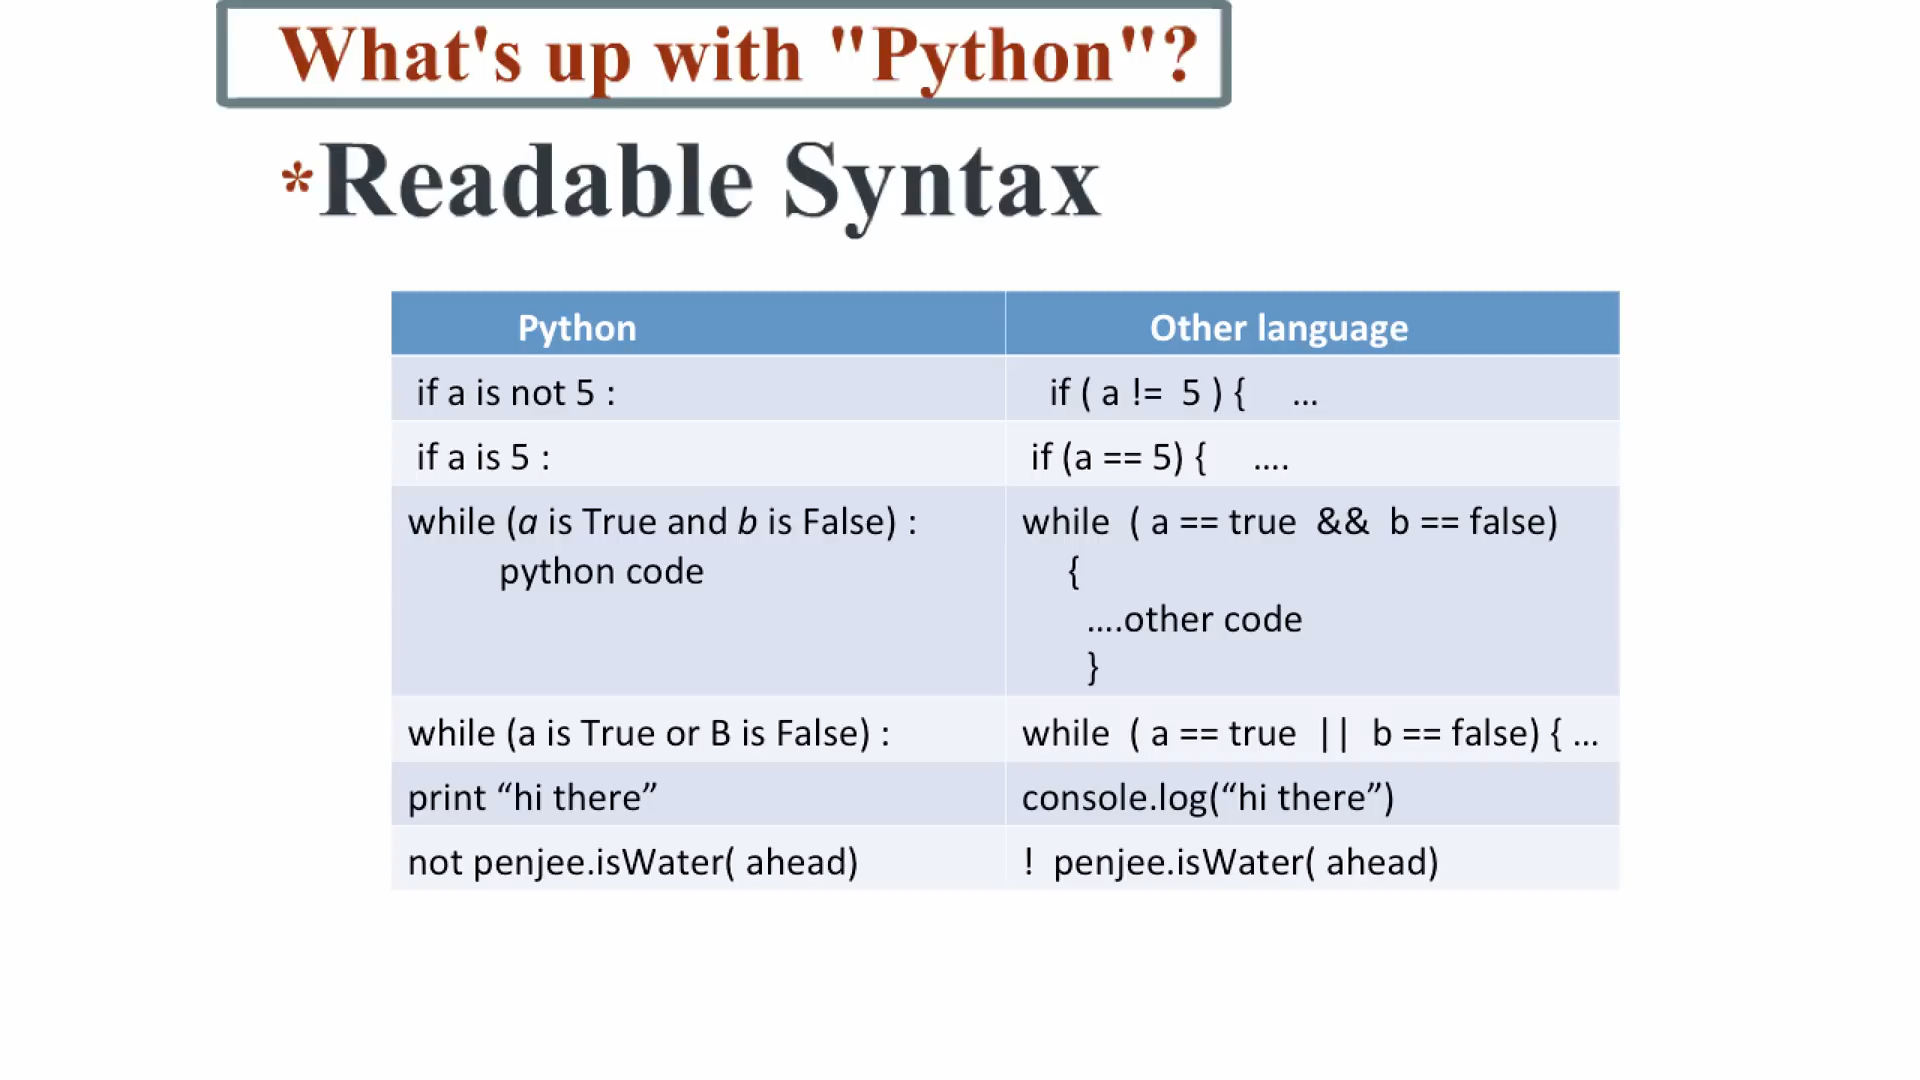 What's up with "Python"?
*Readable Syntax
Python
Other language
if a is not 5 :
if ( a != 5 ) { ...
if a is 5 :
if (a == 5) { ....
while (a is True and b is False) :
python code
while ( a == true && b == false)
{
....other code
}
while (a is True or B is False) :
while ( a == true || b == false) { ...
print “hi there”
console.log(“hi there”)
not penjee.isWater( ahead)
! penjee.isWater( ahead)